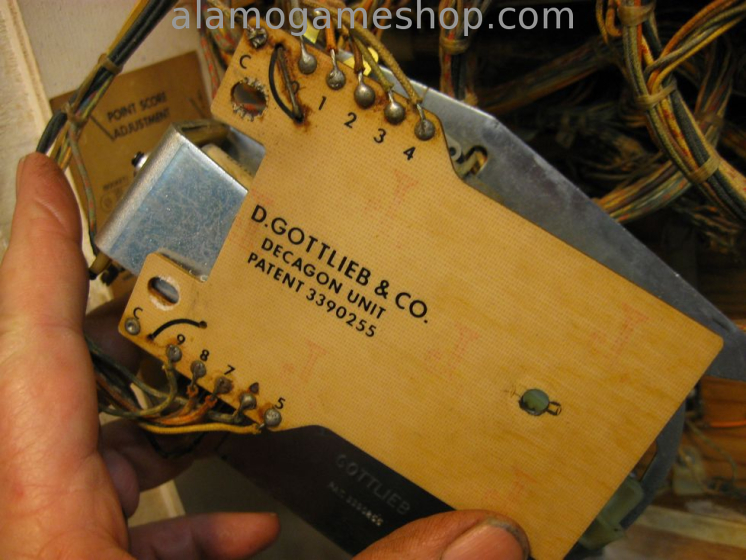 alamogameshop.com
POINT SCORE
ADJUSTMENT
C 1 2 3 4
D.GOTTLIEB & CO.
DECAGON UNIT
PATENT 3390255
C 9 8 7 5
GOTTLIEB